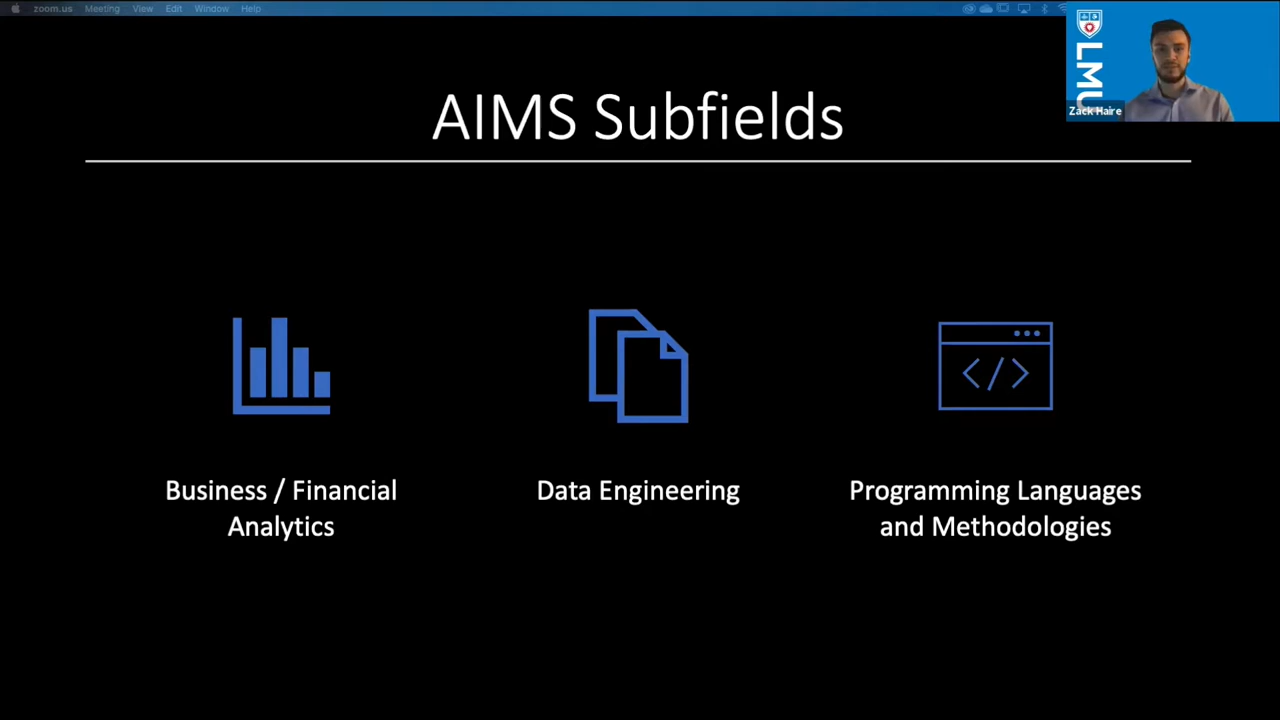 zoom.us Meeting View Edit Window Help
LMU
Zack Haire
AIMS Subfields
</>
Business / Financial
Analytics
Data Engineering
Programming Languages
and Methodologies